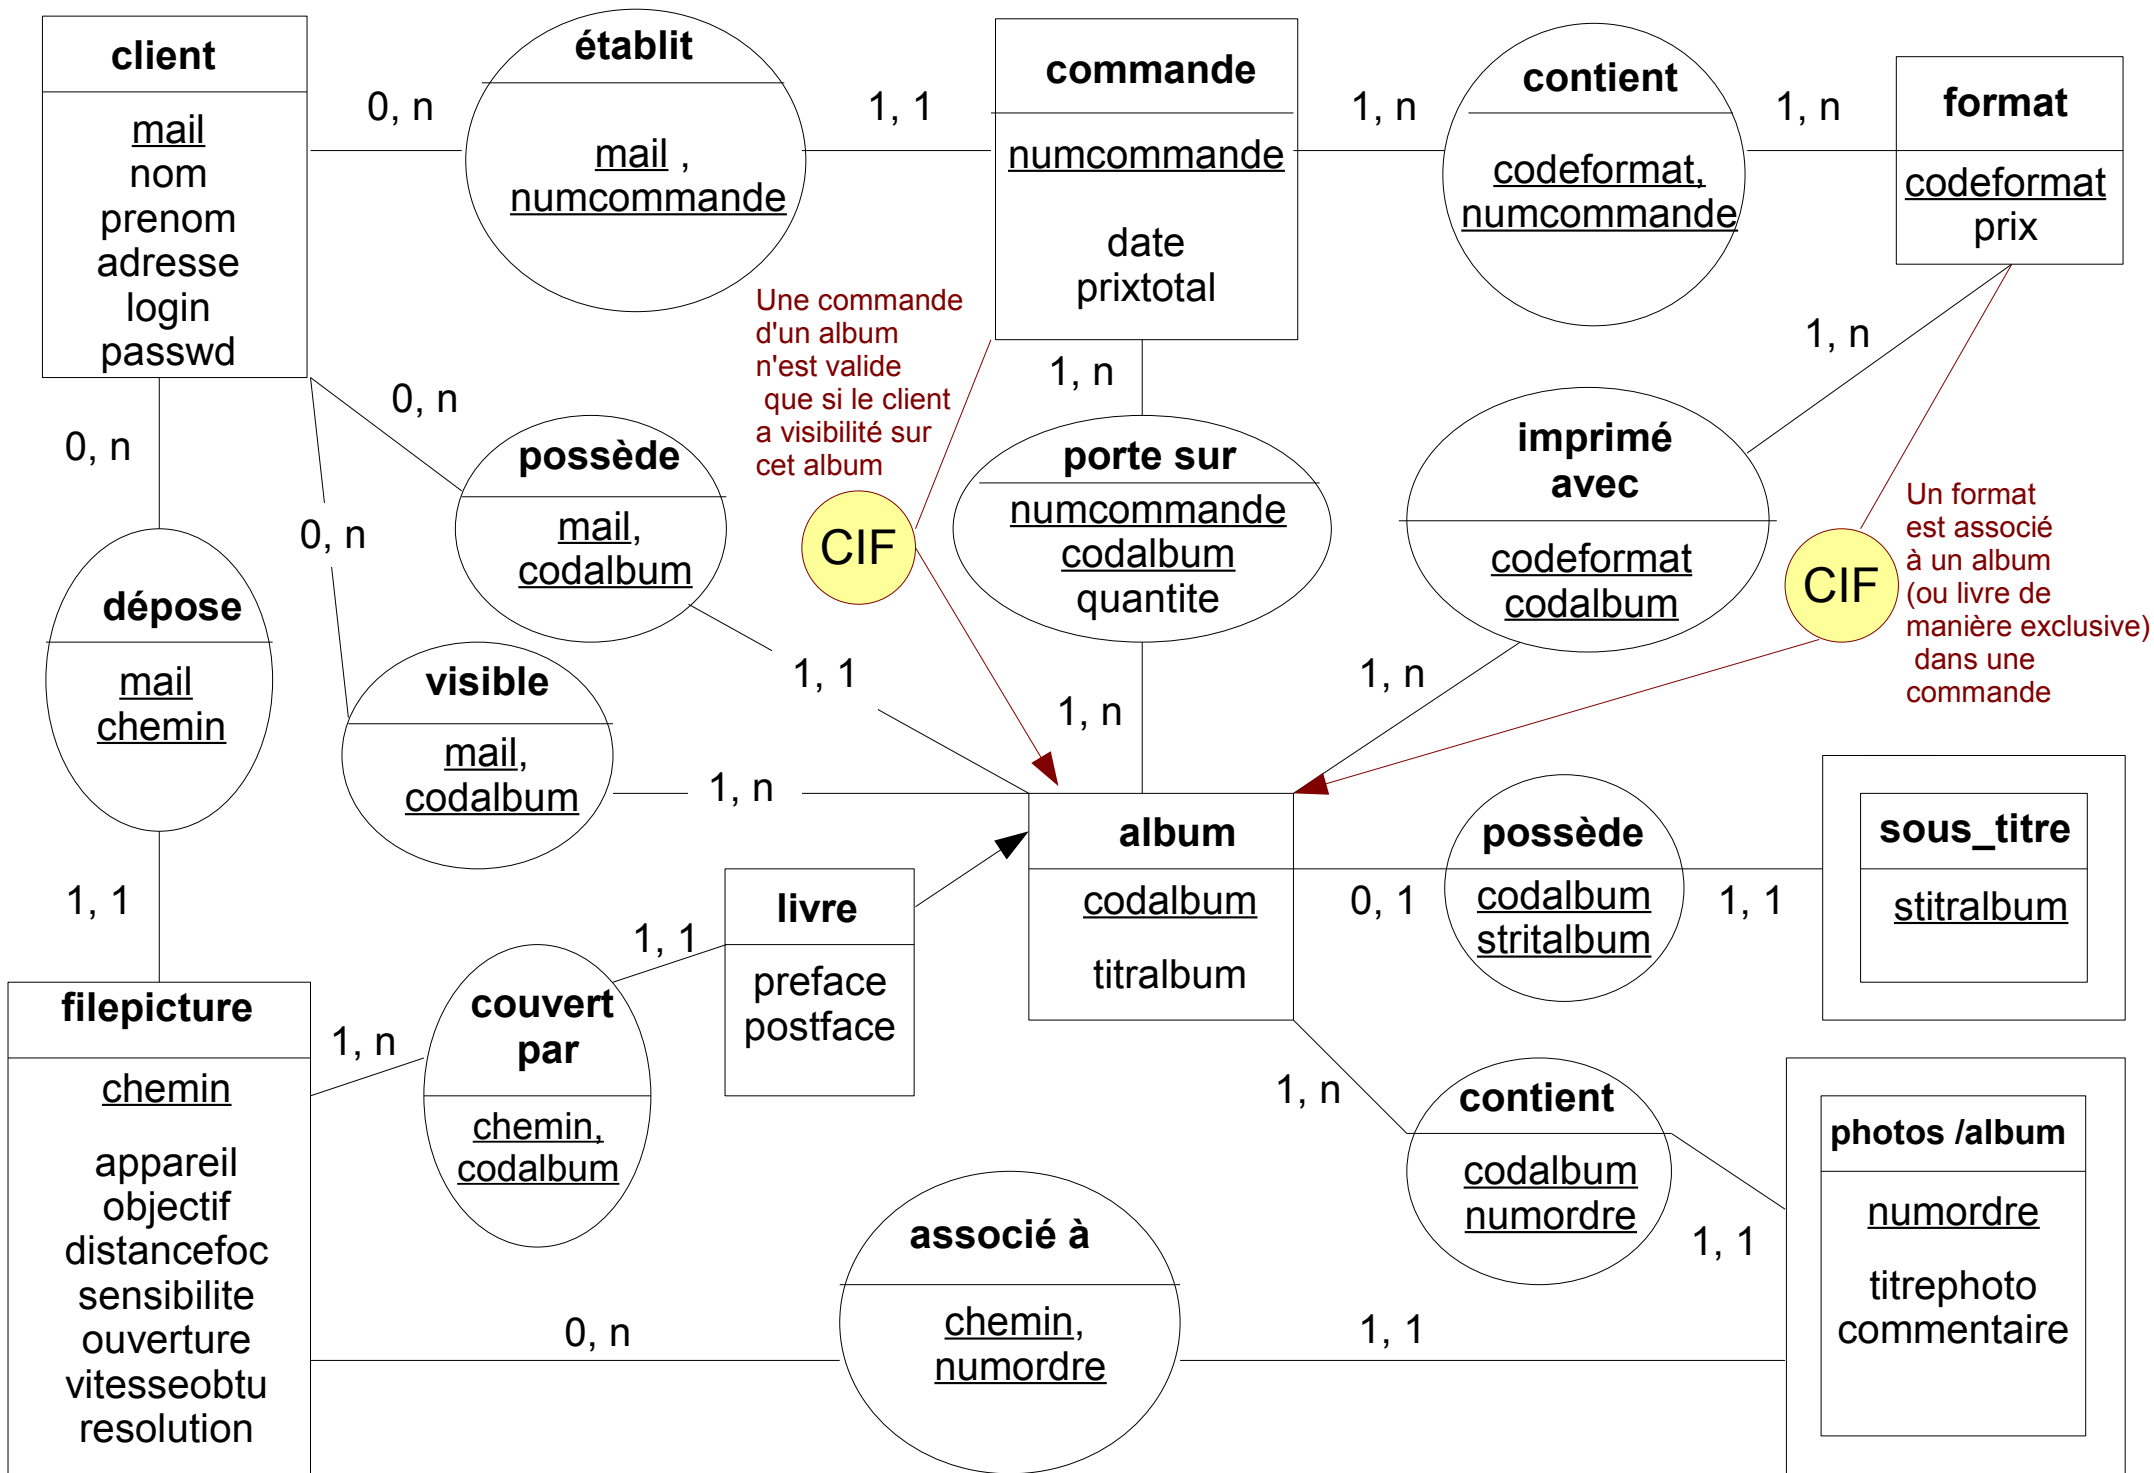 client
mail
nom
prenom
adresse
login
passwd
0, n
établit
mail ,
numcommande
1, 1
commande
numcommande
date
prixtotal
1, n
contient
codeformat,
numcommande
1, n
format
codeformat
prix
Une commande
d'un album
n'est valide
que si le client
a visibilité sur
cet album
CIF
0, n
0, n
0, n
possède
mail,
codalbum
1, 1
1, n
porte sur
numcommande
codalbum
quantite
1, n
1, n
imprimé
avec
codeformat
codalbum
1, n
Un format
est associé
à un album
(ou livre de
manière exclusive)
dans une
commande
CIF
dépose
mail
chemin
1, 1
visible
mail,
codalbum
1, n
album
codalbum
titralbum
0, 1
possède
codalbum
stritalbum
1, 1
sous_titre
stitralbum
livre
preface
postface
1, 1
couvert
par
chemin,
codalbum
1, n
filepicture
chemin
appareil
objectif
distancefoc
sensibilite
ouverture
vitesseobtu
resolution
1, n
contient
codalbum
numordre
1, 1
photos /album
numordre
titrephoto
commentaire
0, n
associé à
chemin,
numordre
1, 1